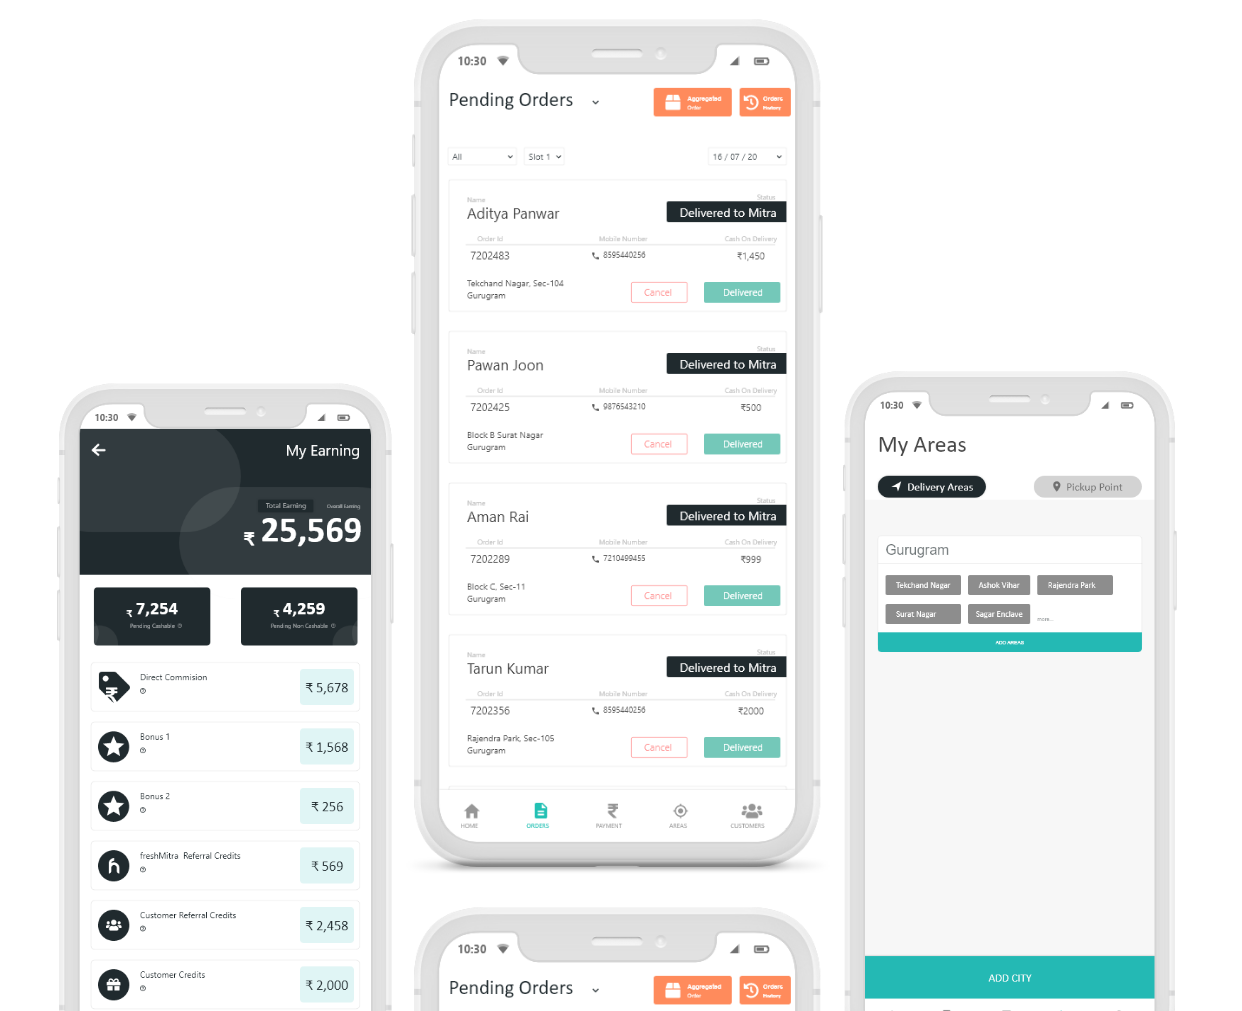 10:30
Pending Orders
Aggregated
Order
Orders
History
All
Slot 1
16 / 07 / 20
Name
Status
Aditya Panwar
Delivered to Mitra
Order Id
Mobile Number
Cash On Delivery
7202483
8595440256
₹1,450
Tekchand Nagar, Sec-104
Gurugram
Cancel
Delivered
Name
Status
Pawan Joon
Delivered to Mitra
Order Id
Mobile Number
Cash On Delivery
7202425
9876543210
₹500
Block B Surat Nagar
Gurugram
Cancel
Delivered
Name
Status
Aman Rai
Delivered to Mitra
Order Id
Mobile Number
Cash On Delivery
7202289
7210499455
₹999
Block C, Sec-11
Gurugram
Cancel
Delivered
Name
Status
Tarun Kumar
Delivered to Mitra
Order Id
Mobile Number
Cash On Delivery
7202356
8595440256
₹2000
Rajendra Park, Sec-105
Gurugram
Cancel
Delivered
HOME
ORDERS
PAYMENT
AREAS
CUSTOMERS
10:30
My Earning
Total Earning
Overall Earning
₹ 25,569
₹ 7,254
Pending Cashable
₹ 4,259
Pending Non Cashable
Direct Commision
₹ 5,678
Bonus 1
₹ 1,568
Bonus 2
₹ 256
freshMitra Referral Credits
₹ 569
Customer Referral Credits
₹ 2,458
Customer Credits
₹ 2,000
10:30
My Areas
Delivery Areas
Pickup Point
Gurugram
Tekchand Nagar
Ashok Vihar
Rajendra Park
Surat Nagar
Sagar Enclave
more...
ADD AREAS
ADD CITY
10:30
Pending Orders
Aggregated
Order
Orders
History